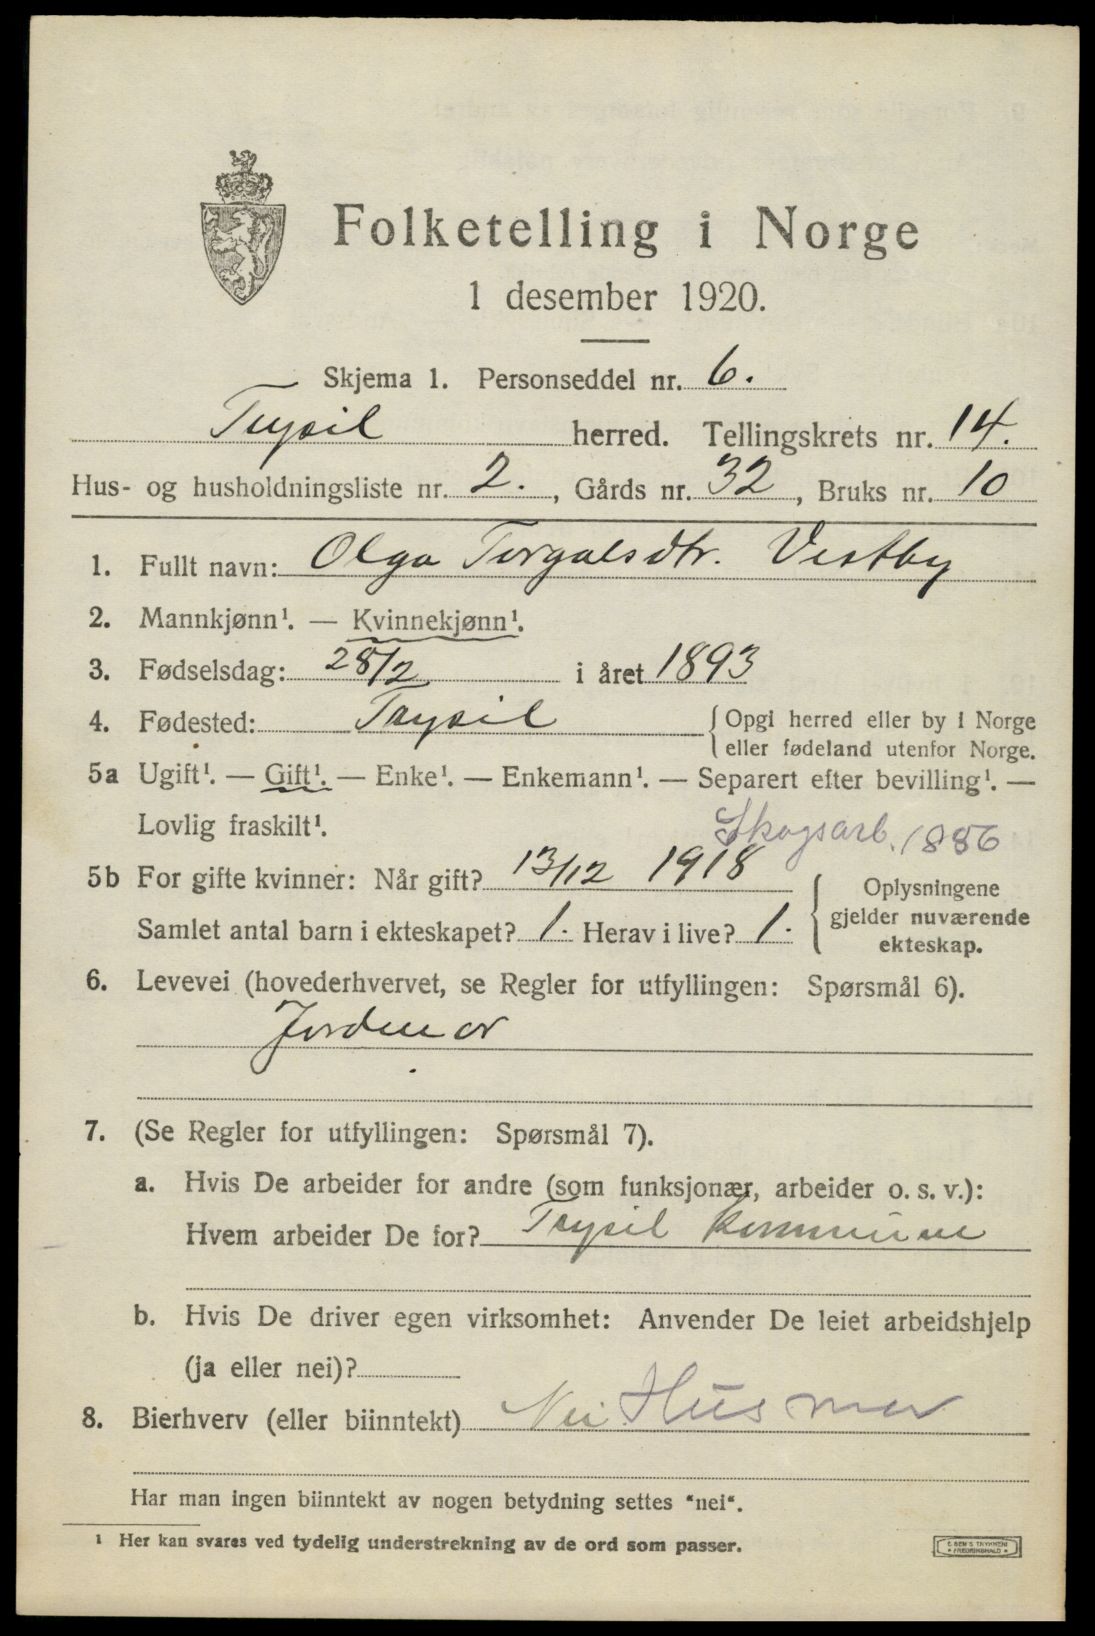 Folketelling i Norge
1 desember 1920.
Skjema 1. Personseddel nr. 6.
Trysil herred. Tellingskrets nr. 14.
Hus- og husholdningsliste nr. 2. , Gårds nr. 32 , Bruks nr. 10
1. Fullt navn: Olga Torgalsdtr. Vestby
2. Mannkjønn¹. — Kvinnekjønn¹.
3. Fødselsdag: 28/2 i året 1893
4. Fødested: Trysil {Opgi herred eller by i Norge
eller fødeland utenfor Norge.
5a Ugift¹. — Gift¹. — Enke¹. — Enkemann¹. — Separert efter bevilling¹. —
Lovlig fraskilt¹.
Skogsarb. 1886
5b For gifte kvinner: Når gift? 13/12 1918
Samlet antal barn i ekteskapet? 1. Herav i live? 1.
{ Oplysningene
gjelder nuværende
ekteskap.
6. Levevei (hovederhvervet, se Regler for utfyllingen: Spørsmål 6).
Jordmor
7. (Se Regler for utfyllingen: Spørsmål 7).
a. Hvis De arbeider for andre (som funksjonær, arbeider o. s. v.):
Hvem arbeider De for? Trysil kommune
b. Hvis De driver egen virksomhet: Anvender De leiet arbeidshjelp
(ja eller nei)?
8. Bierhverv (eller biinntekt) Nei Husmor
Har man ingen biinntekt av nogen betydning settes "nei".
¹ Her kan svares ved tydelig understrekning av de ord som passer.